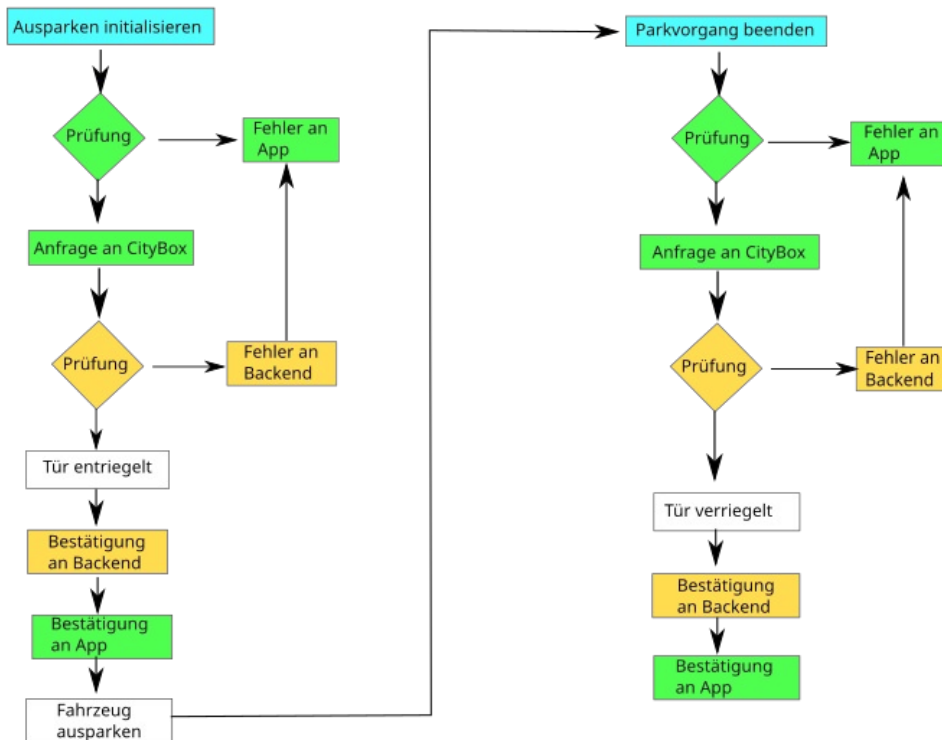 Ausparken initialisieren
Prüfung
Fehler an
App
Anfrage an CityBox
Prüfung
Fehler an
Backend
Tür entriegelt
Bestätigung
an Backend
Bestätigung
an App
Fahrzeug
ausparken
Parkvorgang beenden
Prüfung
Fehler an
App
Anfrage an CityBox
Prüfung
Fehler an
Backend
Tür verriegelt
Bestätigung
an Backend
Bestätigung
an App